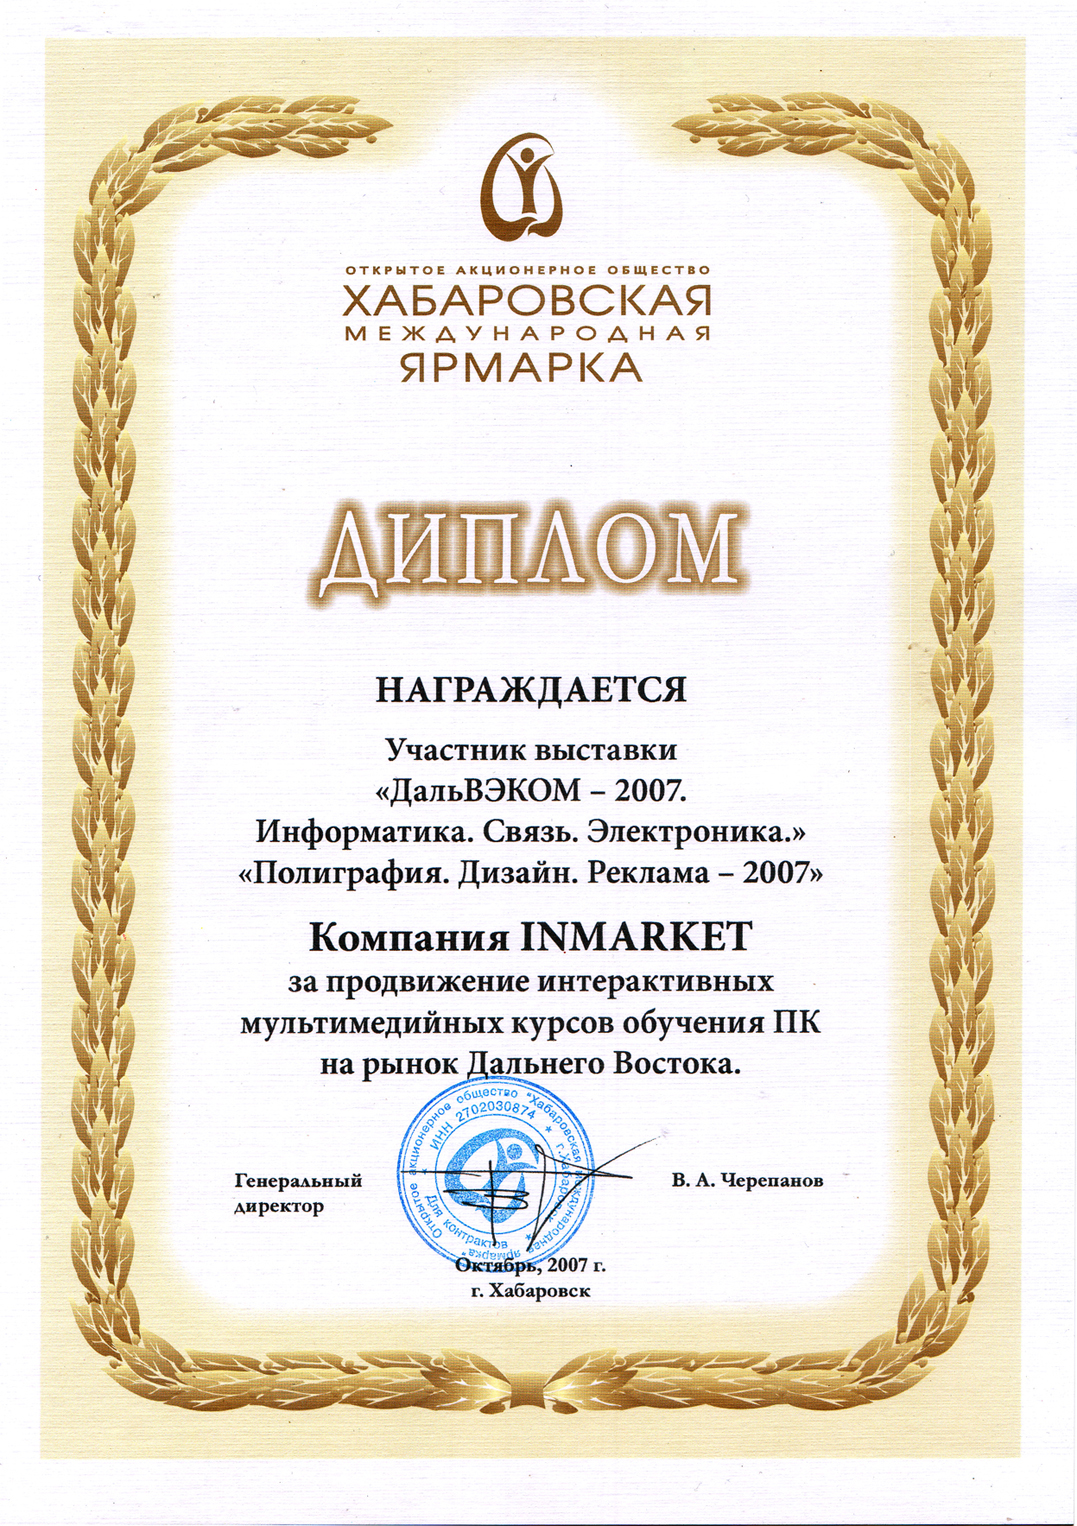 ОТКРЫТОЕ АКЦИОНЕРНОЕ ОБЩЕСТВО
ХАБАРОВСКАЯ
МЕЖДУНАРОДНАЯ
ЯРМАРКА
ДИПЛОМ
НАГРАЖДАЕТСЯ
Участник выставки
«ДальВЭКОМ – 2007.
Информатика. Связь. Электроника.»
«Полиграфия. Дизайн. Реклама – 2007»
Компания INMARKET
за продвижение интерактивных
мультимедийных курсов обучения ПК
на рынок Дальнего Востока.
Открытое акционерное общество "Хабаровская международная ярмарка"
* ИНН 2702030874 * г.Хабаровск *
Для контрактов
Генеральный
директор
В. А. Черепанов
Октябрь, 2007 г.
г. Хабаровск